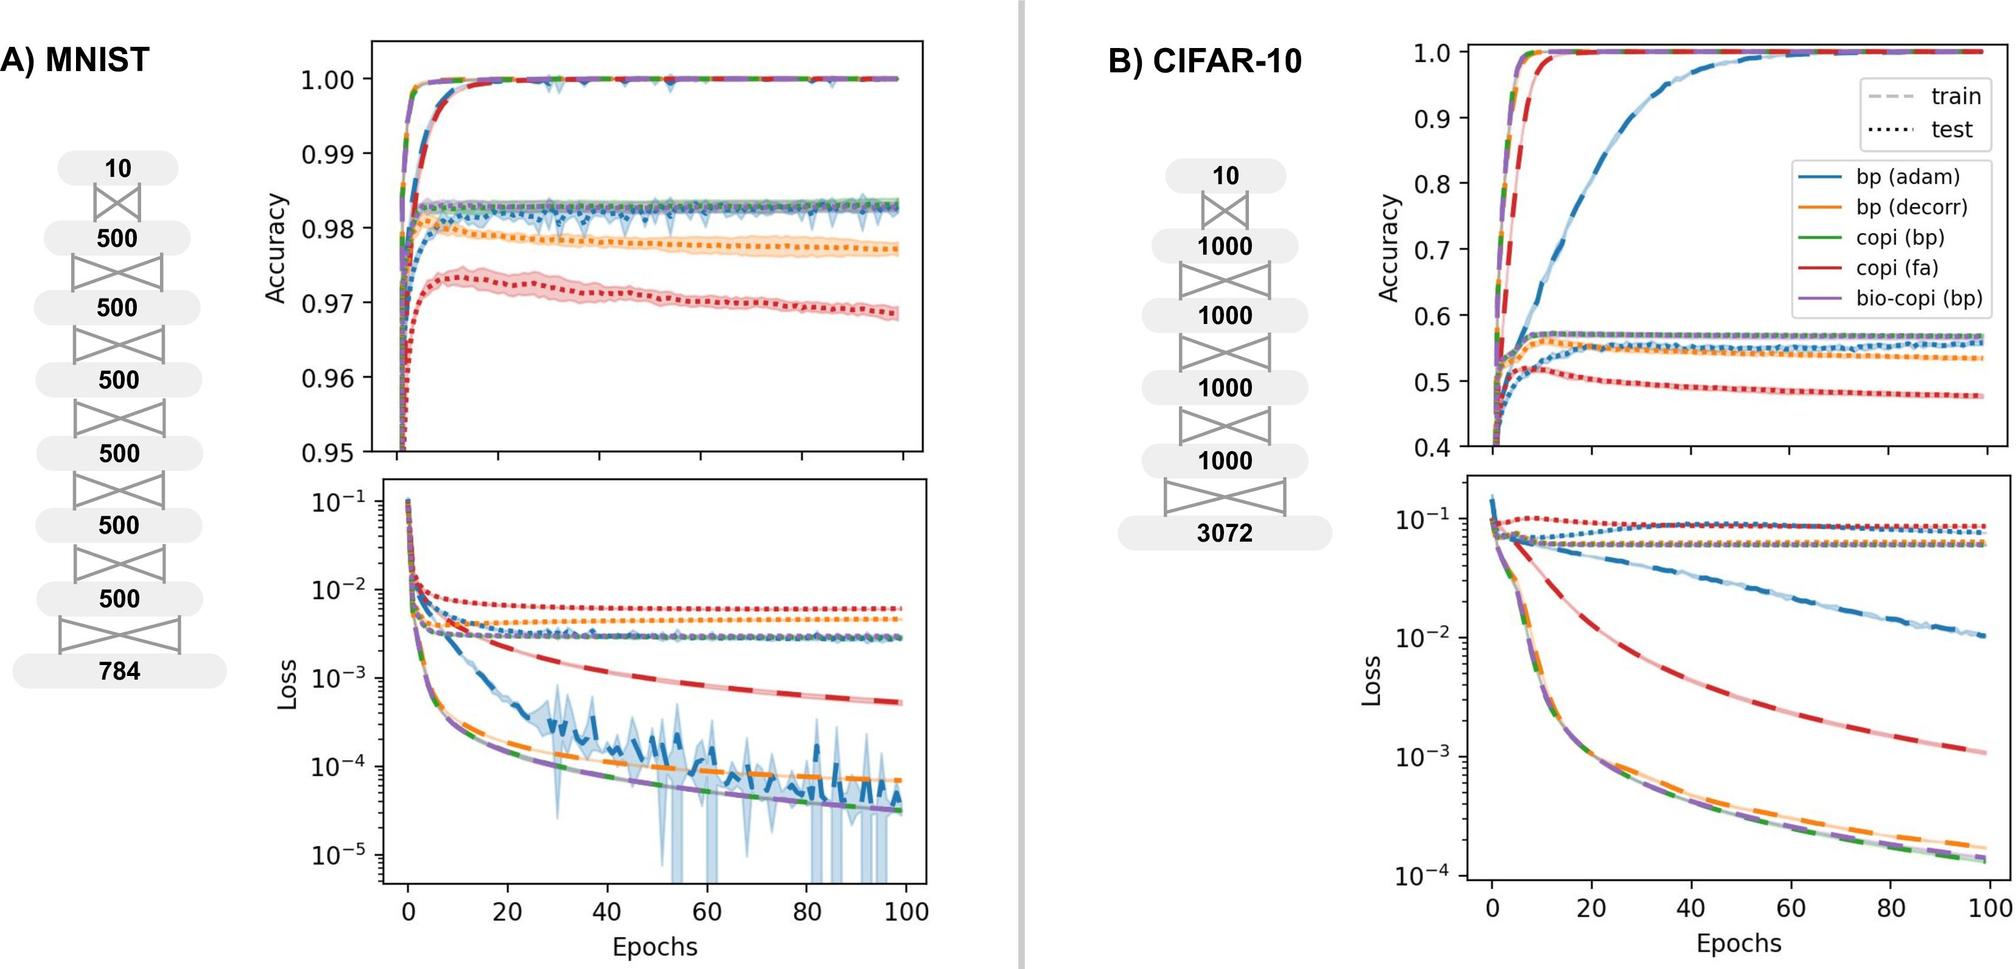 A) MNIST
10
500
500
500
500
500
500
784
Accuracy
1.00
0.99
0.98
0.97
0.96
0.95
Loss
10−1
10−2
10−3
10−4
10−5
0 20 40 60 80 100
Epochs
B) CIFAR-10
10
1000
1000
1000
1000
3072
Accuracy
1.0
0.9
0.8
0.7
0.6
0.5
0.4
train
test
bp (adam)
bp (decorr)
copi (bp)
copi (fa)
bio-copi (bp)
Loss
10−1
10−2
10−3
10−4
0 20 40 60 80 100
Epochs